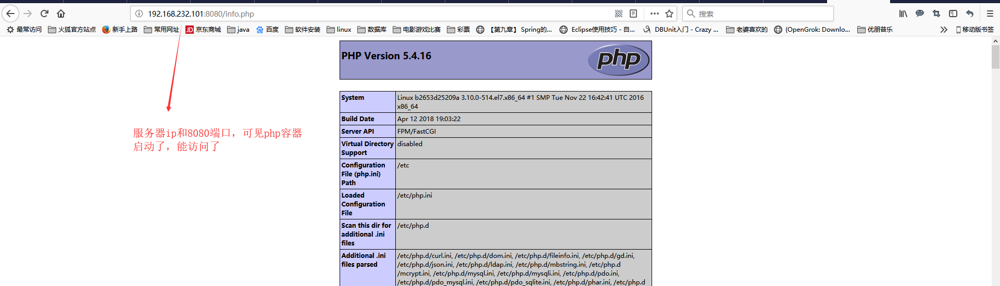 192.168.232.101:8080/info.php
搜索
最常访问 火狐官方站点 新手上路 常用网址 JD 京东商城 java 百度 软件安装 linux 数据库 电影游戏比赛 彩票 【第九章】 Spring的... Eclipse使用技巧 - 自... DBUnit入门 - Crazy ... 老婆喜欢的 {OpenGrok: Downlo... 优朋普乐 移动版书签
PHP Version 5.4.16
php
System Linux b2653d25209a 3.10.0-514.el7.x86_64 #1 SMP Tue Nov 22 16:42:41 UTC 2016
x86_64
Build Date Apr 12 2018 19:03:22
Server API FPM/FastCGI
Virtual Directory disabled
Support
Configuration /etc
File (php.ini)
Path
Loaded /etc/php.ini
Configuration
File
Scan this dir for /etc/php.d
additional .ini
files
Additional .ini /etc/php.d/curl.ini, /etc/php.d/dom.ini, /etc/php.d/fileinfo.ini, /etc/php.d/gd.ini,
files parsed /etc/php.d/json.ini, /etc/php.d/ldap.ini, /etc/php.d/mbstring.ini, /etc/php.d
/mcrypt.ini, /etc/php.d/mysql.ini, /etc/php.d/mysqli.ini, /etc/php.d/pdo.ini,
/etc/php.d/pdo_mysql.ini, /etc/php.d/pdo_sqlite.ini, /etc/php.d/phar.ini, /etc/php.d
服务器ip和8080端口，可见php容器
启动了，能访问了